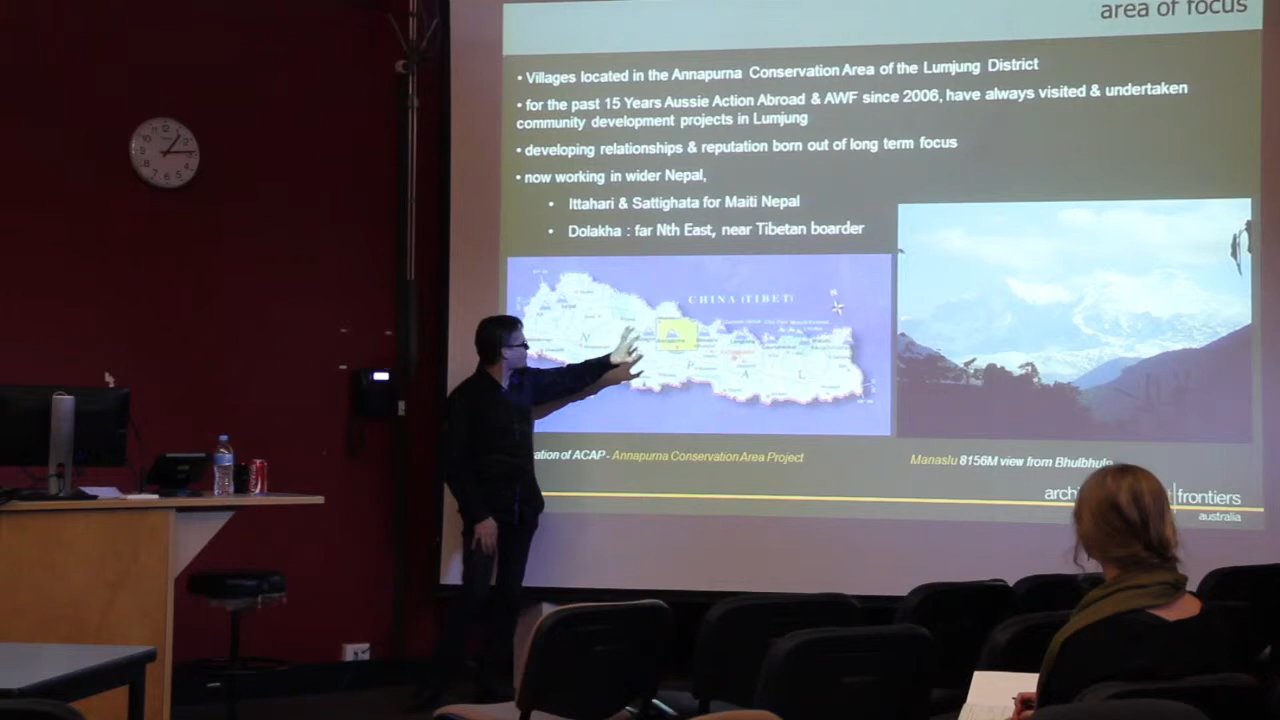 area of focus
• Villages located in the Annapurna Conservation Area of the Lumjung District
• for the past 15 Years Aussie Action Abroad & AWF since 2006, have always visited & undertaken
community development projects in Lumjung
• developing relationships & reputation born out of long term focus
• now working in wider Nepal,
• Ittahari & Sattighata for Maiti Nepal
• Dolakha : far Nth East, near Tibetan boarder
CHINA (TIBET)
N
P A L
ation of ACAP - Annapurna Conservation Area Project
Manaslu 8156M view from Bhulbhule
archi t frontiers
australia